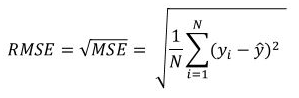 RMSE = √MSE = √(1/N ∑_{i=1}^{N} (y_i − ŷ)²)